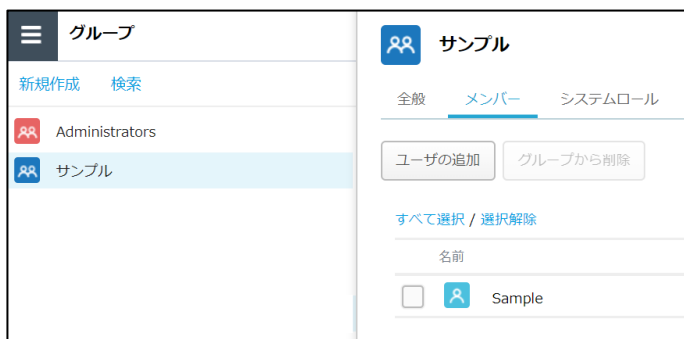 グループ
新規作成 検索
Administrators
サンプル
サンプル
全般 メンバー システムロール
ユーザの追加 グループから削除
すべて選択 / 選択解除
名前
Sample